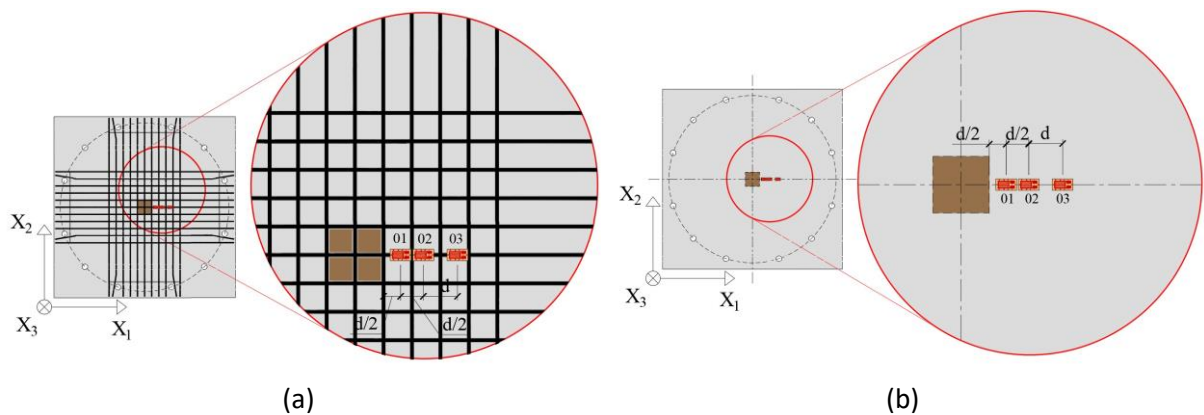 01 02 03
d
d/2 d/2
X₂
X₃ X₁
(a)
d/2 d/2 d
01 02 03
X₂
X₃ X₁
(b)